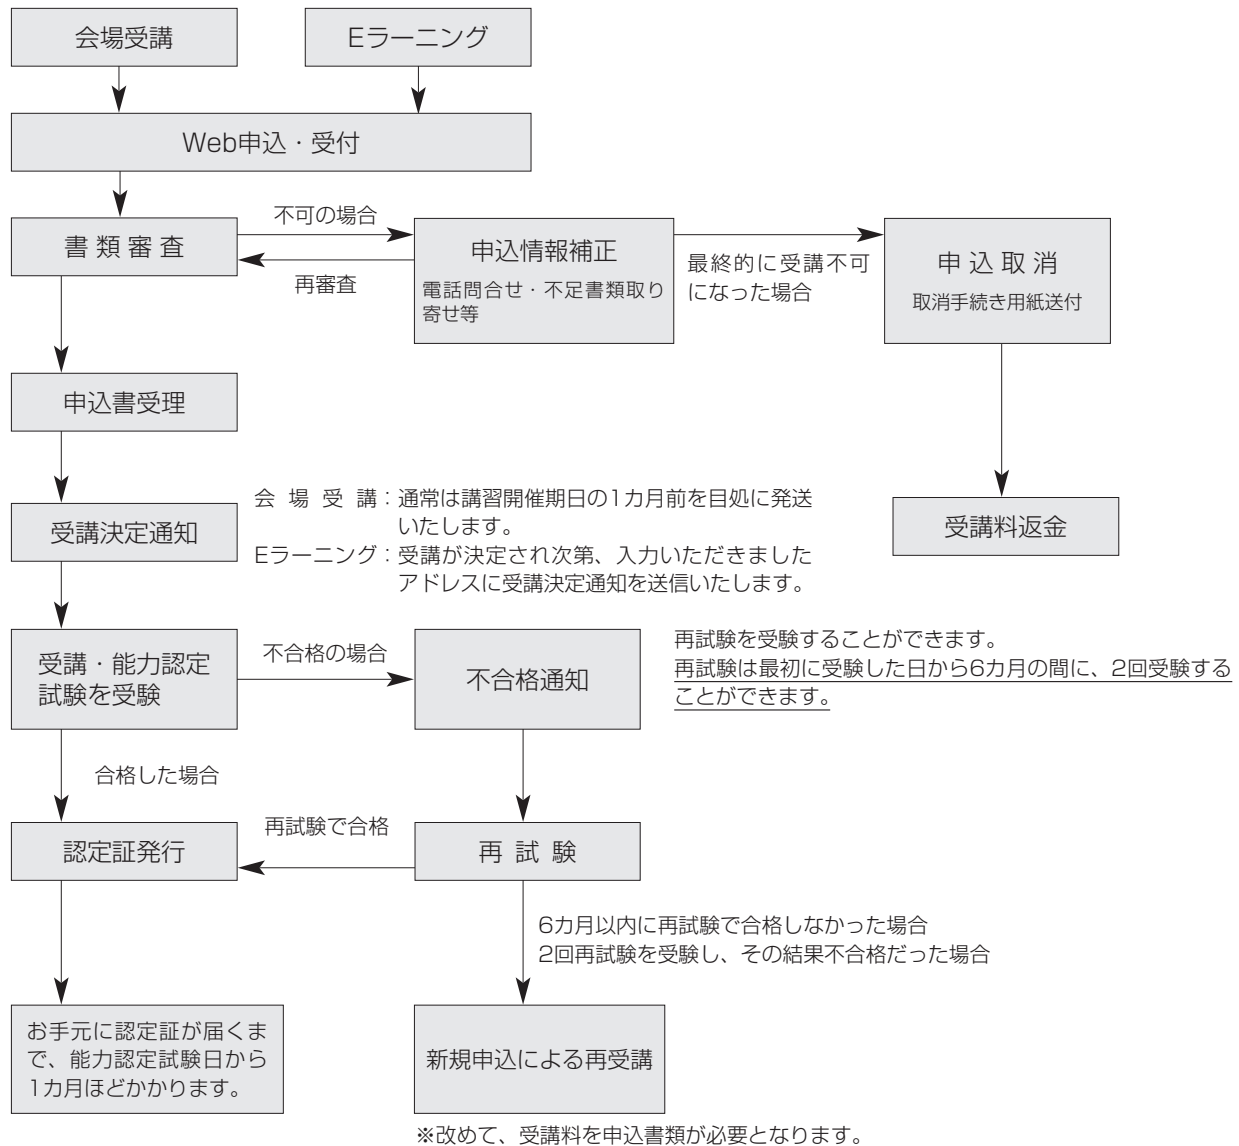 会場受講
Eラーニング
Web申込・受付
書類審査
不可の場合
再審査
申込情報補正
電話問合せ・不足書類取り
寄せ等
最終的に受講不可
になった場合
申込取消
取消手続き用紙送付
申込書受理
受講決定通知
会場受講：通常は講習開催期日の1カ月前を目処に発送
いたします。
Eラーニング：受講が決定され次第、入力いただきました
アドレスに受講決定通知を送信いたします。
受講料返金
受講・能力認定
試験を受験
不合格の場合
不合格通知
再試験を受験することができます。
再試験は最初に受験した日から6カ月の間に、2回受験する
ことができます。
合格した場合
認定証発行
再試験で合格
再試験
6カ月以内に再試験で合格しなかった場合
2回再試験を受験し、その結果不合格だった場合
お手元に認定証が届くま
で、能力認定試験日から
1カ月ほどかかります。
新規申込による再受講
※改めて、受講料を申込書類が必要となります。